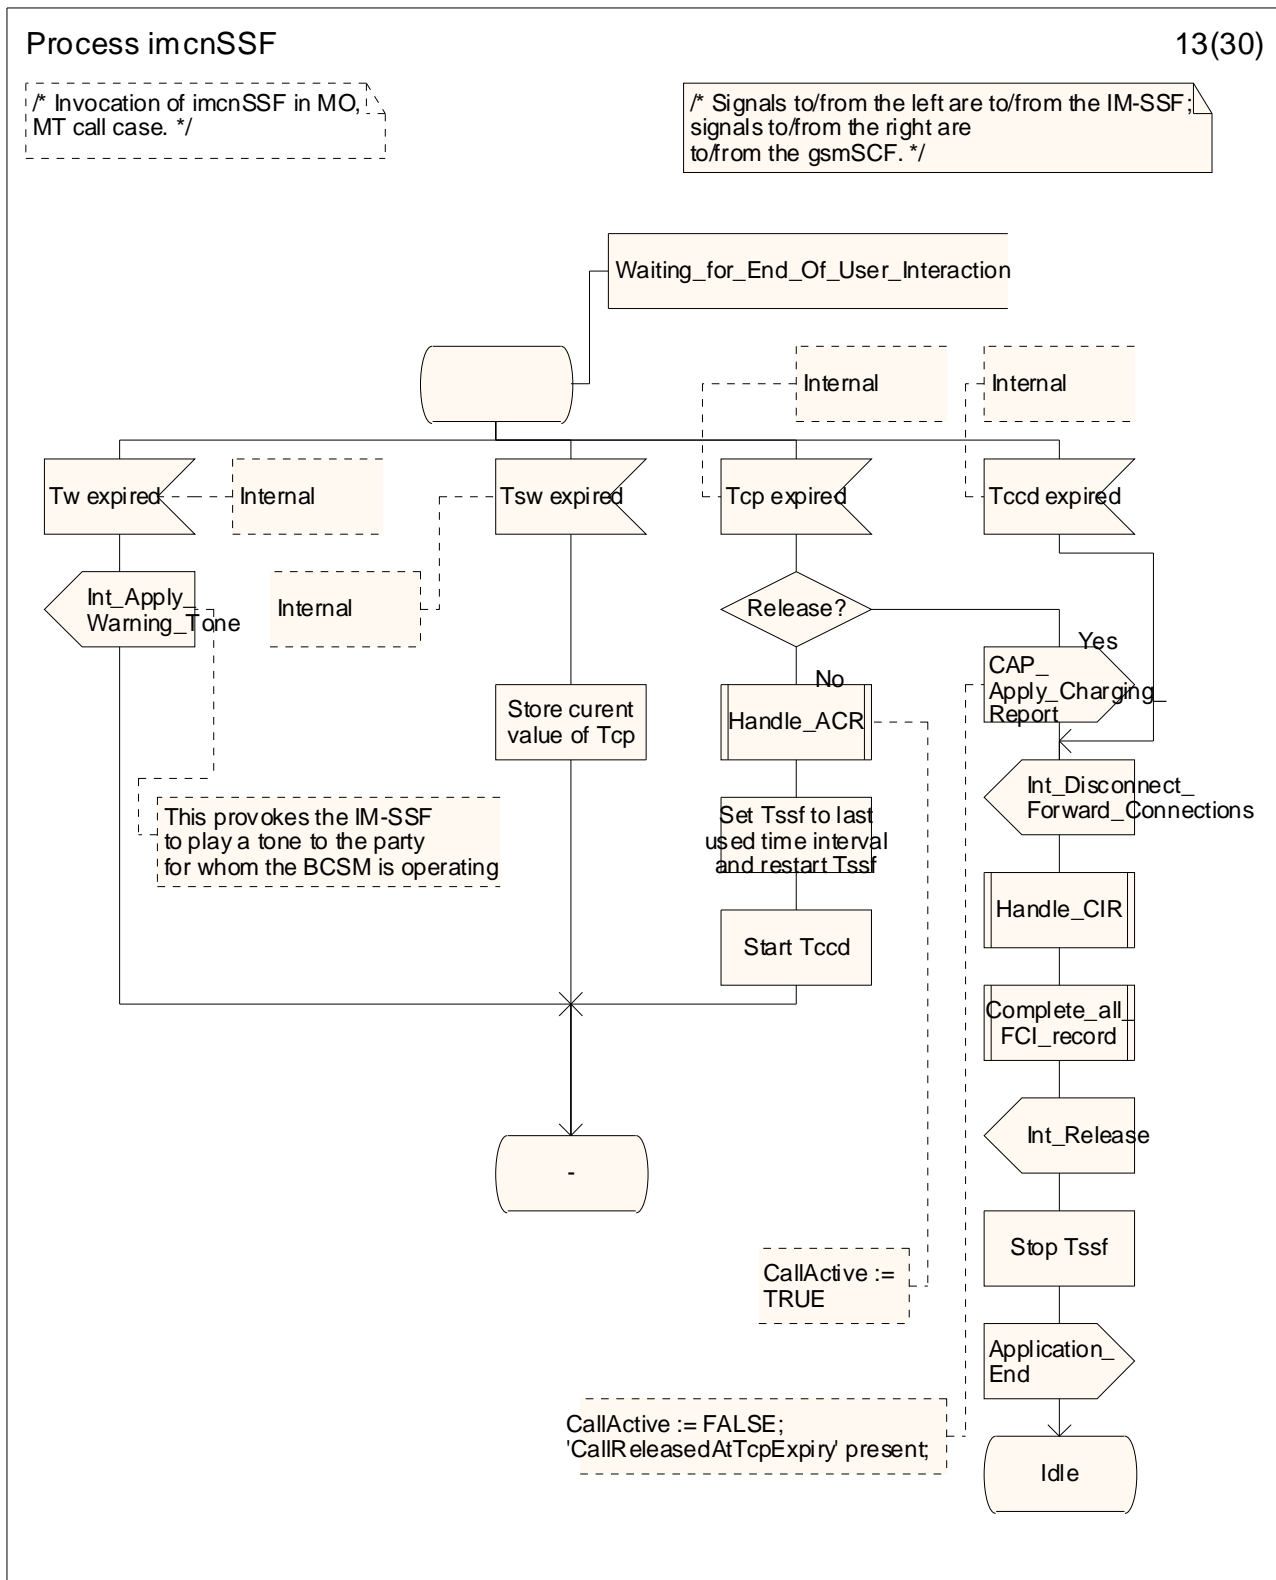 Process imcnSSF
13(30)
/* Invocation of imcnSSF in MO,
MT call case. */
/* Signals to/from the left are to/from the IM-SSF;
signals to/from the right are
to/from the gsmSCF. */
Waiting_for_End_Of_User_Interaction
Internal
Internal
Tw expired
Internal
Tsw expired
Tcp expired
Tccd expired
Int_Apply_
Warning_Tone
Internal
Release?
Yes
No
CAP_
Apply_Charging_
Report
Store curent
value of Tcp
Handle_ACR
Int_Disconnect_
Forward_Connections
This provokes the IM-SSF
to play a tone to the party
for whom the BCSM is operating
Set Tssf to last
used time interval
and restart Tssf
Handle_CIR
Start Tccd
Complete_all_
FCI_record
Int_Release
-
Stop Tssf
CallActive :=
TRUE
Application_
End
CallActive := FALSE;
'CallReleasedAtTcpExpiry' present;
Idle